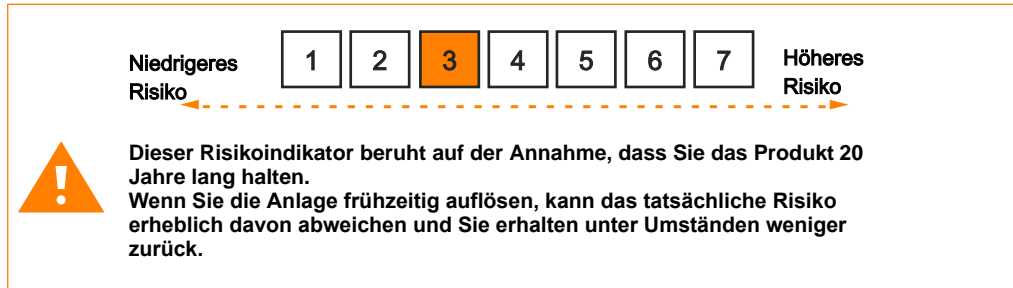 Niedrigeres
Risiko
1 2 3 4 5 6 7
Höheres
Risiko
!
Dieser Risikoindikator beruht auf der Annahme, dass Sie das Produkt 20
Jahre lang halten.
Wenn Sie die Anlage frühzeitig auflösen, kann das tatsächliche Risiko
erheblich davon abweichen und Sie erhalten unter Umständen weniger
zurück.